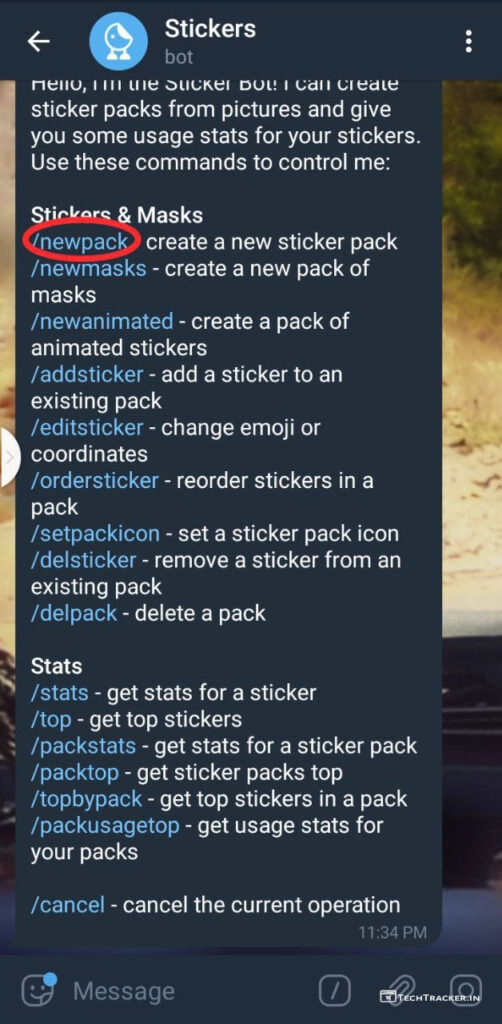 Stickers
bot
Hello, I'm the Sticker Bot! I can create
sticker packs from pictures and give
you some usage stats for your stickers.
Use these commands to control me:
Stickers & Masks
/newpack - create a new sticker pack
/newmasks - create a new pack of
masks
/newanimated - create a pack of
animated stickers
/addsticker - add a sticker to an
existing pack
/editsticker - change emoji or
coordinates
/ordersticker - reorder stickers in a
pack
/setpackicon - set a sticker pack icon
/delsticker - remove a sticker from an
existing pack
/delpack - delete a pack
Stats
/stats - get stats for a sticker
/top - get top stickers
/packstats - get stats for a sticker pack
/packtop - get sticker packs top
/topbypack - get top stickers in a pack
/packusagetop - get usage stats for
your packs
/cancel - cancel the current operation
11:34 PM
Message
TECHTRACKER.IN